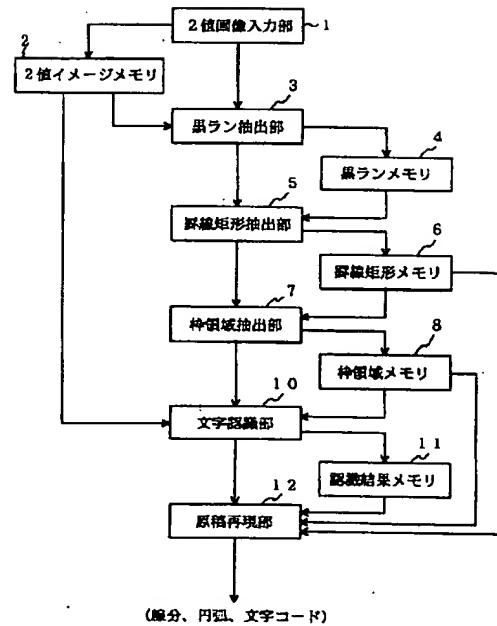 2値画像入力部 1
2
2値イメージメモリ
3
黒ラン抽出部
4
黒ランメモリ
5
罫線矩形抽出部
6
罫線矩形メモリ
7
枠領域抽出部
8
枠領域メモリ
10
文字認識部
11
認識結果メモリ
12
原稿再現部
(線分、円弧、文字コード)